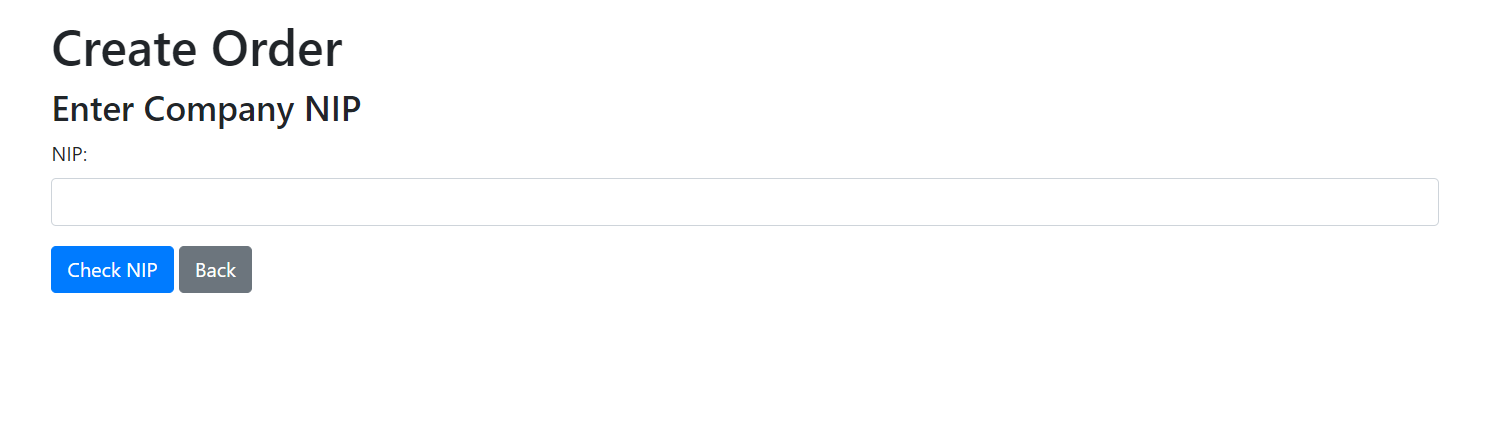 Create Order
Enter Company NIP
NIP:
Check NIP Back